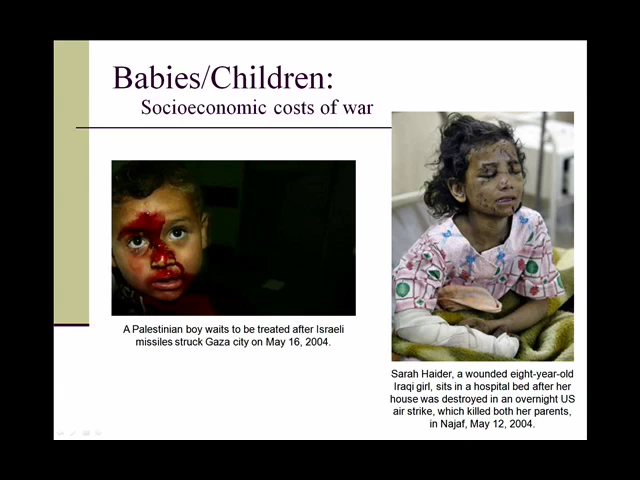 Babies/Children:
Socioeconomic costs of war
A Palestinian boy waits to be treated after Israeli
missiles struck Gaza city on May 16, 2004.
Sarah Haider, a wounded eight-year-old
Iraqi girl, sits in a hospital bed after her
house was destroyed in an overnight US
air strike, which killed both her parents,
in Najaf, May 12, 2004.